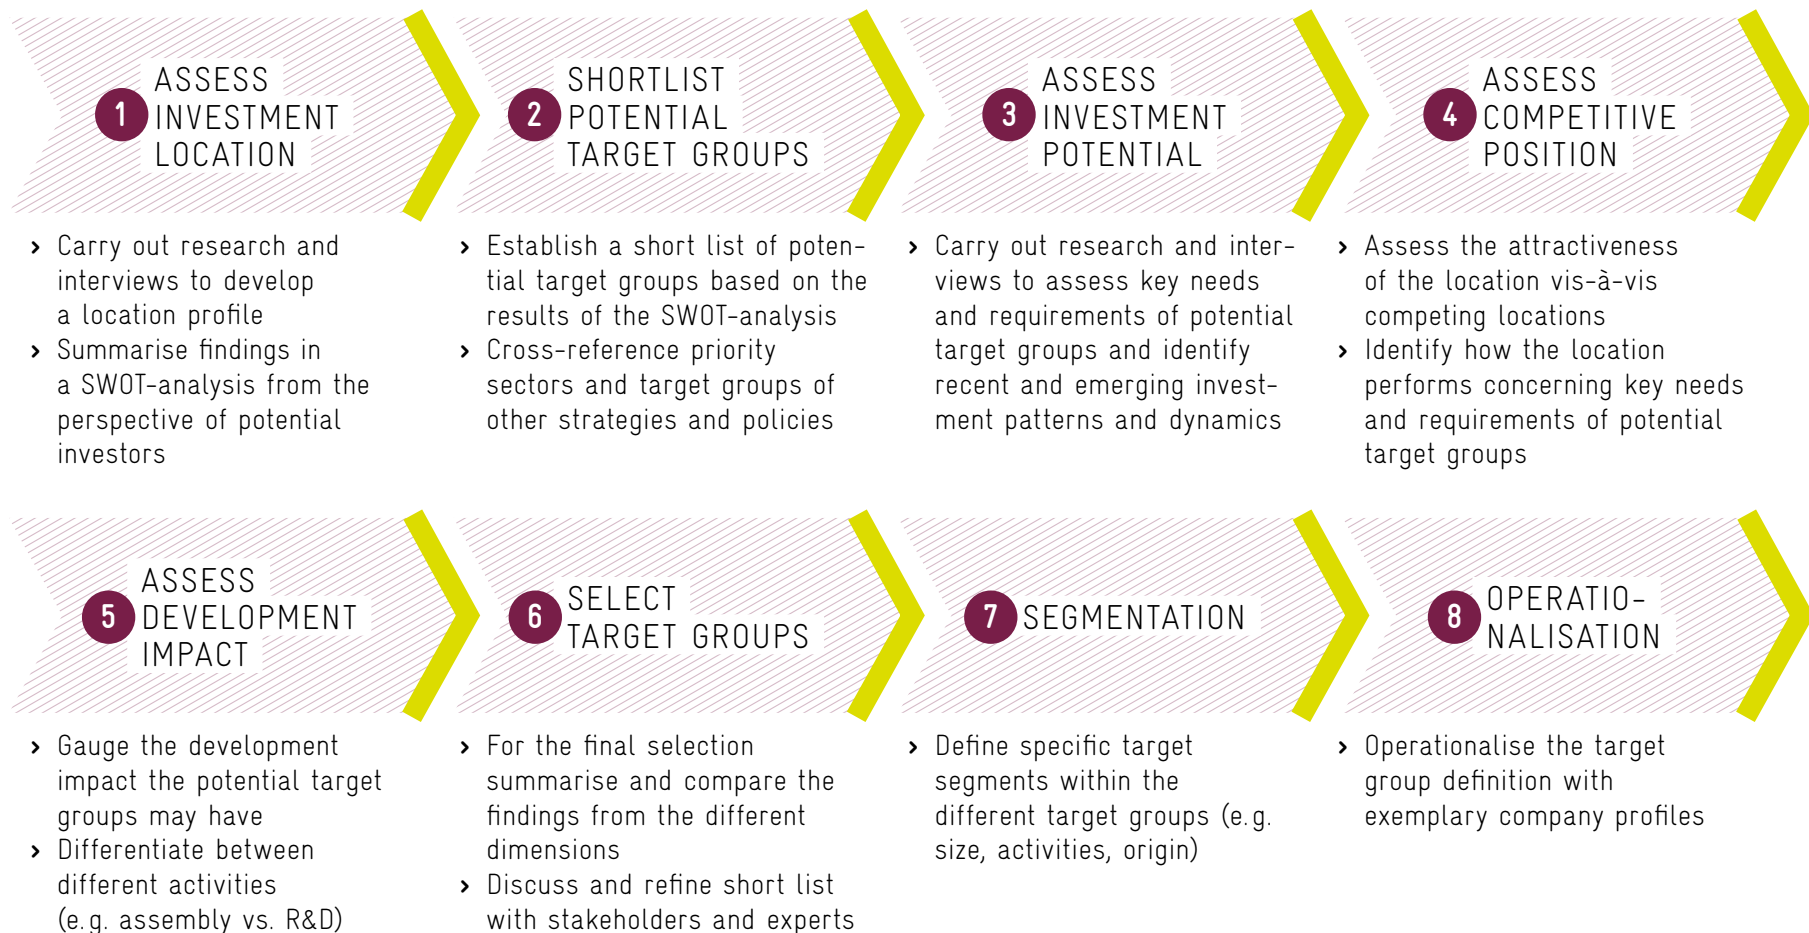 1 ASSESS
INVESTMENT
LOCATION
› Carry out research and
interviews to develop
a location profile
› Summarise findings in
a SWOT-analysis from the
perspective of potential
investors
2 SHORTLIST
POTENTIAL
TARGET GROUPS
› Establish a short list of poten-
tial target groups based on the
results of the SWOT-analysis
› Cross-reference priority
sectors and target groups of
other strategies and policies
3 ASSESS
INVESTMENT
POTENTIAL
› Carry out research and inter-
views to assess key needs
and requirements of potential
target groups and identify
recent and emerging invest-
ment patterns and dynamics
4 ASSESS
COMPETITIVE
POSITION
› Assess the attractiveness
of the location vis-à-vis
competing locations
› Identify how the location
performs concerning key needs
and requirements of potential
target groups
5 ASSESS
DEVELOPMENT
IMPACT
› Gauge the development
impact the potential target
groups may have
› Differentiate between
different activities
(e.g. assembly vs. R&D)
6 SELECT
TARGET GROUPS
› For the final selection
summarise and compare the
findings from the different
dimensions
› Discuss and refine short list
with stakeholders and experts
7 SEGMENTATION
› Define specific target
segments within the
different target groups (e.g.
size, activities, origin)
8 OPERATIO-
NALISATION
› Operationalise the target
group definition with
exemplary company profiles